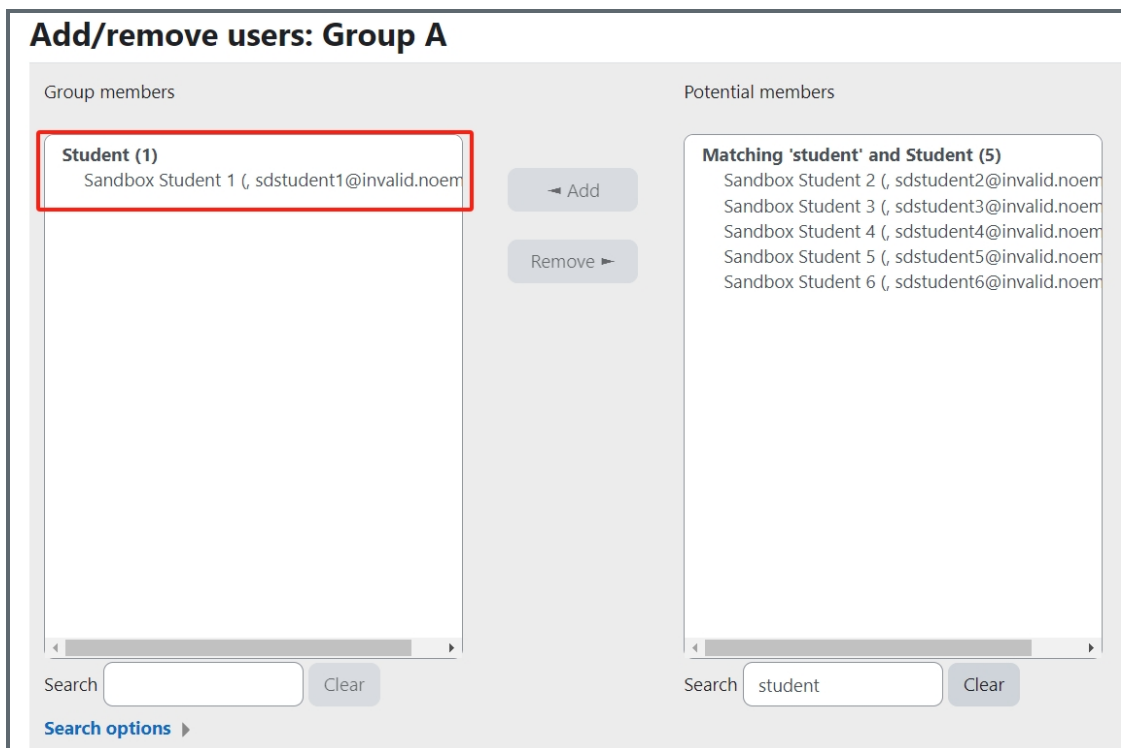 Add/remove users: Group A
Group members
Student (1)
Sandbox Student 1 (, sdstudent1@invalid.noem
◄ Add
Remove ►
Potential members
Matching 'student' and Student (5)
Sandbox Student 2 (, sdstudent2@invalid.noem
Sandbox Student 3 (, sdstudent3@invalid.noem
Sandbox Student 4 (, sdstudent4@invalid.noem
Sandbox Student 5 (, sdstudent5@invalid.noem
Sandbox Student 6 (, sdstudent6@invalid.noem
Search
Clear
Search student
Clear
Search options